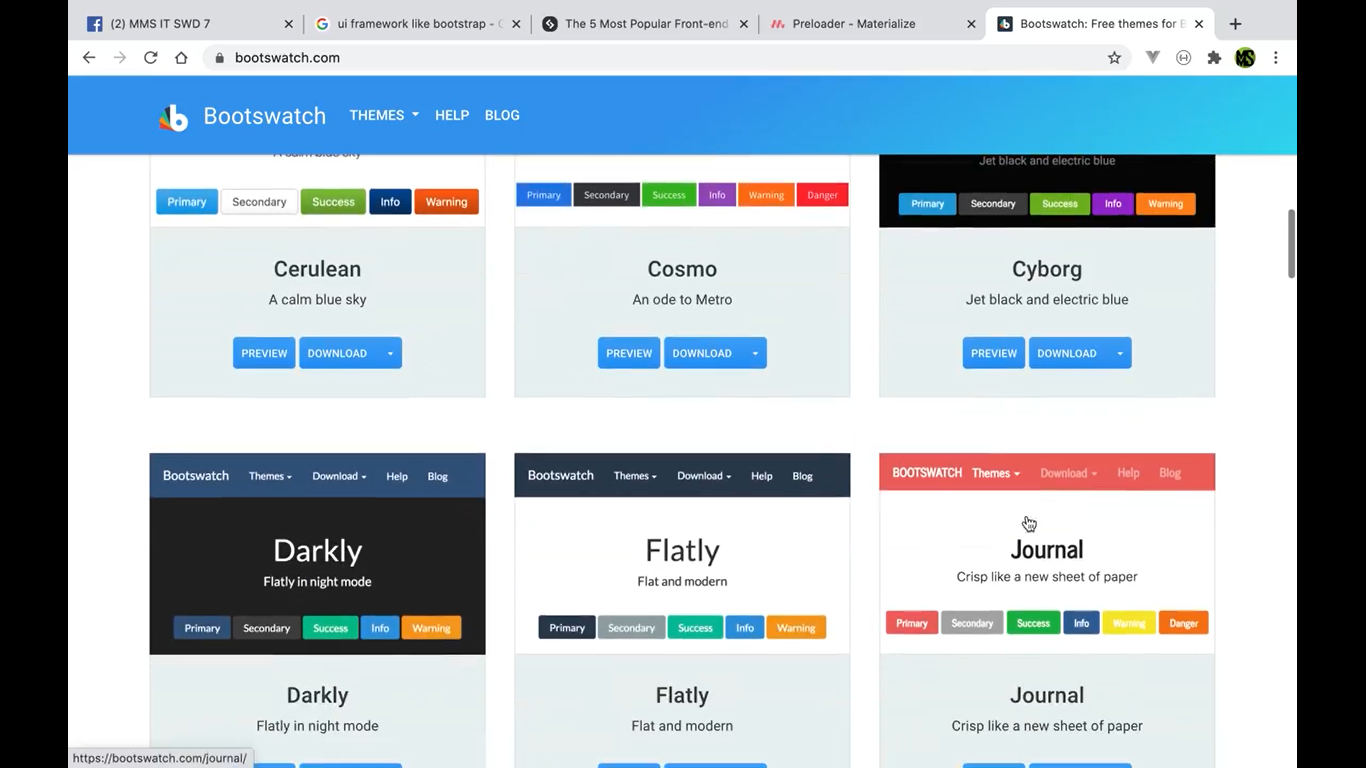 (2) MMS IT SWD 7
ui framework like bootstrap - G
The 5 Most Popular Front-end
Preloader - Materialize
Bootswatch: Free themes for B
bootswatch.com
Bootswatch THEMES HELP BLOG
A calm blue sky
Jet black and electric blue
Primary Secondary Success Info Warning
Primary Secondary Success Info Warning Danger
Primary Secondary Success Info Warning
Cerulean
A calm blue sky
PREVIEW DOWNLOAD
Cosmo
An ode to Metro
PREVIEW DOWNLOAD
Cyborg
Jet black and electric blue
PREVIEW DOWNLOAD
Bootswatch Themes Download Help Blog
Darkly
Flatly in night mode
Primary Secondary Success Info Warning
Darkly
Flatly in night mode
Bootswatch Themes Download Help Blog
Flatly
Flat and modern
Primary Secondary Success Info Warning
Flatly
Flat and modern
BOOTSWATCH Themes Download Help Blog
Journal
Crisp like a new sheet of paper
Primary Secondary Success Info Warning Danger
Journal
Crisp like a new sheet of paper
https://bootswatch.com/journal/